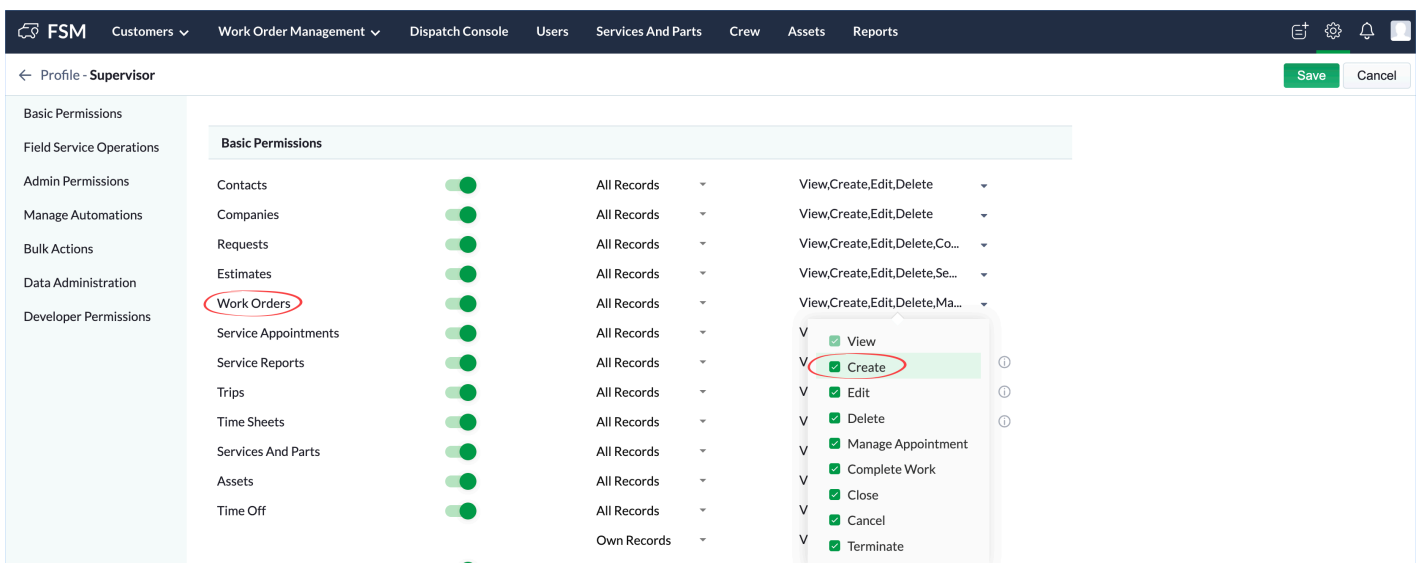 FSM Customers Work Order Management Dispatch Console Users Services And Parts Crew Assets Reports
Profile - Supervisor Save Cancel
Basic Permissions
Field Service Operations
Admin Permissions
Manage Automations
Bulk Actions
Data Administration
Developer Permissions
Basic Permissions
Contacts All Records View,Create,Edit,Delete
Companies All Records View,Create,Edit,Delete
Requests All Records View,Create,Edit,Delete,Co...
Estimates All Records View,Create,Edit,Delete,Se...
Work Orders All Records View,Create,Edit,Delete,Ma...
Service Appointments All Records V
Service Reports All Records V
Trips All Records V
Time Sheets All Records V
Services And Parts All Records V
Assets All Records V
Time Off All Records V
Own Records V
View
Create
Edit
Delete
Manage Appointment
Complete Work
Close
Cancel
Terminate